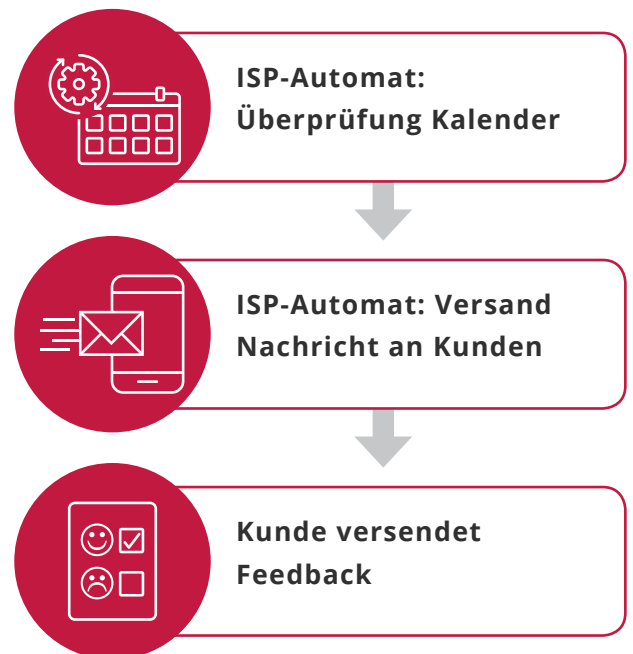 ISP-Automat:
Überprüfung Kalender
ISP-Automat: Versand
Nachricht an Kunden
Kunde versendet
Feedback